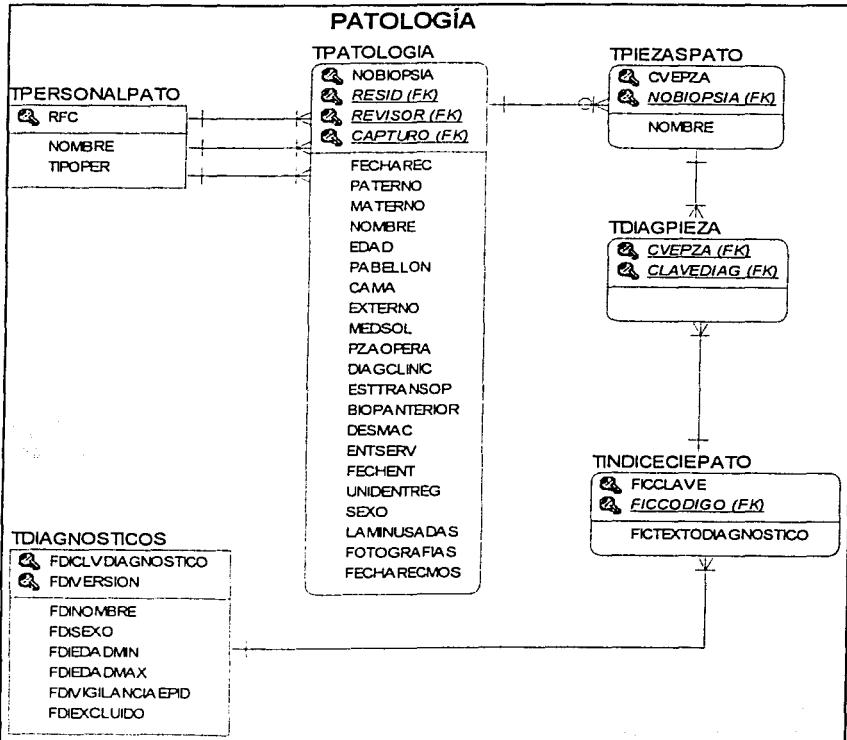 PATOLOGÍA
TPERSONALPATO
RFC
NOMBRE
TIPOPER
TPATOLOGIA
NOBIOPSIA
RESID (FK)
REVISOR (FK)
CAPTURO (FK)
FECHAREC
PATERNO
MATERNO
NOMBRE
EDAD
PABELLON
CAMA
EXTERNO
MEDSOL
PZAOPERA
DIAGCLINIC
ESTTRANSOP
BIOPANTERIOR
DESMAC
ENTSERV
FECHENT
UNIDENTREG
SEXO
LAMINUSADAS
FOTOGRAFIAS
FECHARECMOS
TPIEZASPATO
CVEPZA
NOBIOPSIA (FK)
NOMBRE
TDIAGPIEZA
CVEPZA (FK)
CLAVEDIAG (FK)
TINDICECIEPATO
FICCLAVE
FICCODIGO (FK)
FICTEXTODIAGNOSTICO
TDIAGNOSTICOS
FDICLVDIAGNOSTICO
FDIVERSION
FDINOMBRE
FDISEXO
FDIEDADMIN
FDIEDADMAX
FDIVIGILANCIAEPID
FDIEXCLUIDO